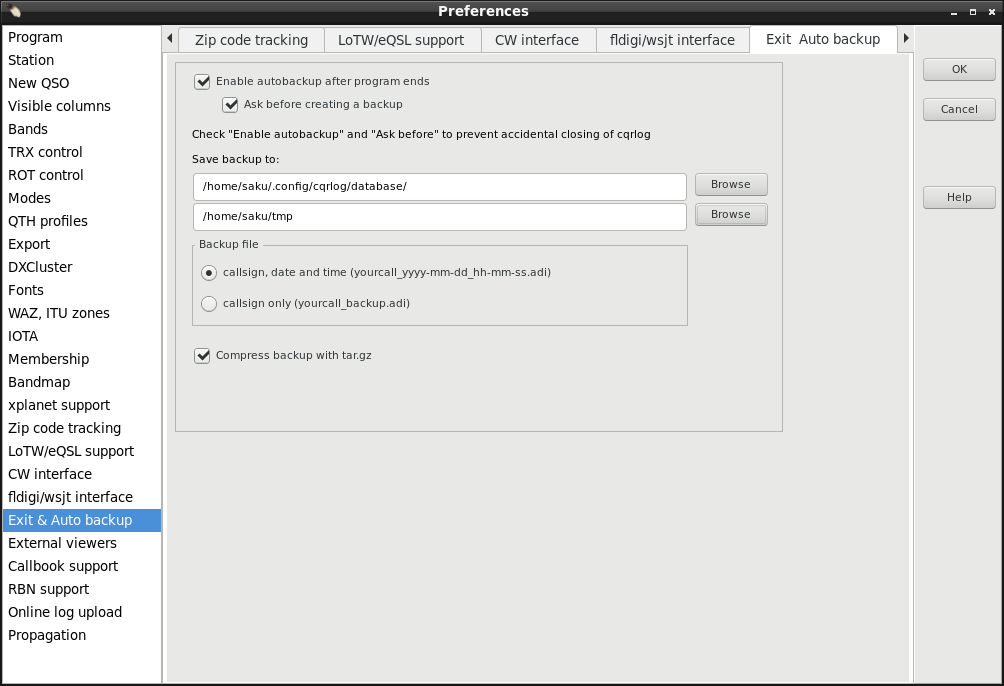 Preferences
Program
Station
New QSO
Visible columns
Bands
TRX control
ROT control
Modes
QTH profiles
Export
DXCluster
Fonts
WAZ, ITU zones
IOTA
Membership
Bandmap
xplanet support
Zip code tracking
LoTW/eQSL support
CW interface
fldigi/wsjt interface
Exit & Auto backup
External viewers
Callbook support
RBN support
Online log upload
Propagation
Zip code tracking LoTW/eQSL support CW interface fldigi/wsjt interface Exit Auto backup
Enable autobackup after program ends
Ask before creating a backup
Check "Enable autobackup" and "Ask before" to prevent accidental closing of cqrlog
Save backup to:
/home/saku/.config/cqrlog/database/ Browse
/home/saku/tmp Browse
Backup file
callsign, date and time (yourcall_yyyy-mm-dd_hh-mm-ss.adi)
callsign only (yourcall_backup.adi)
Compress backup with tar.gz
OK
Cancel
Help